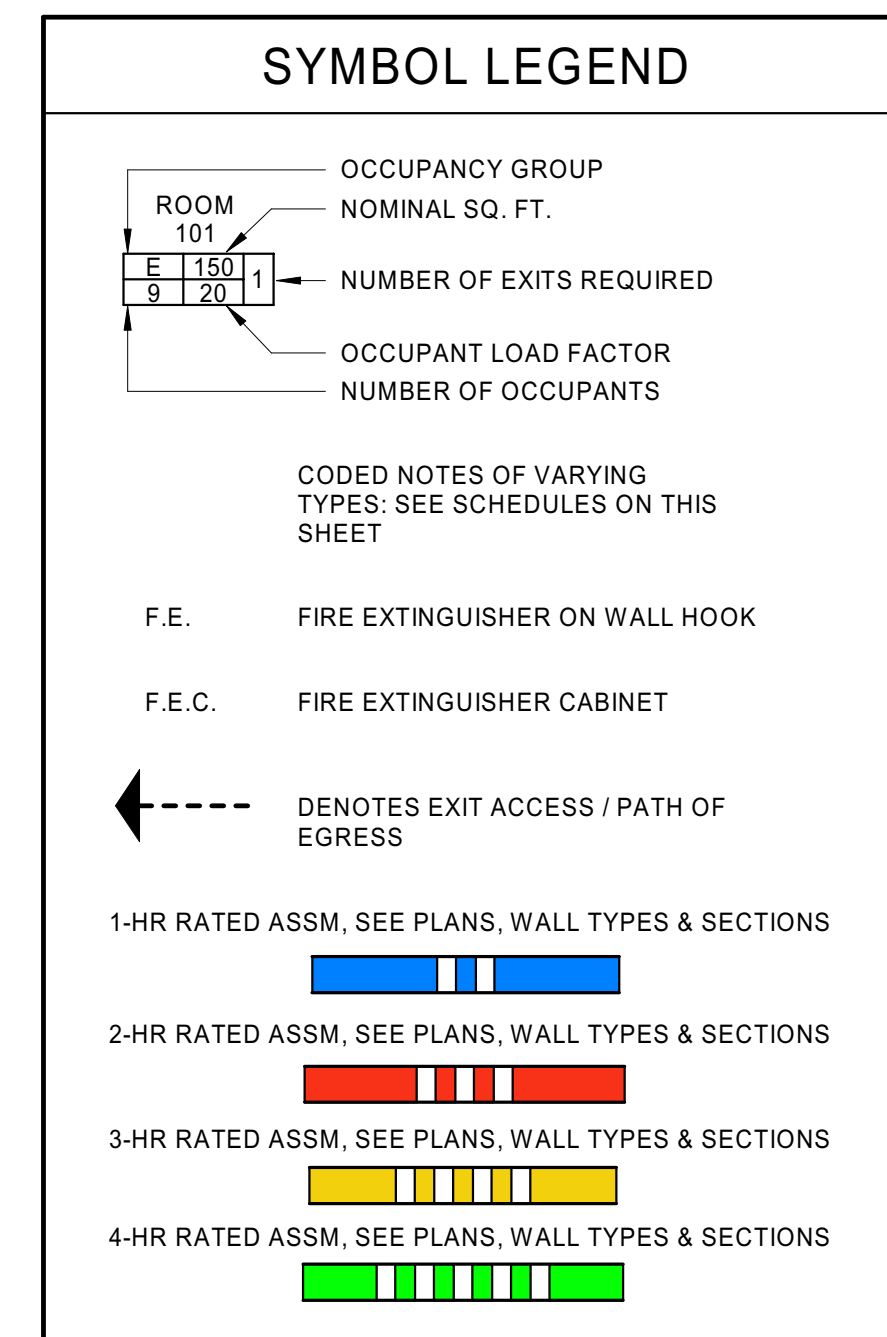 SYMBOL LEGEND
OCCUPANCY GROUP
ROOM
101
NOMINAL SQ. FT.
E 150 1
9 20
NUMBER OF EXITS REQUIRED
OCCUPANT LOAD FACTOR
NUMBER OF OCCUPANTS
CODED NOTES OF VARYING
TYPES: SEE SCHEDULES ON THIS
SHEET
F.E. FIRE EXTINGUISHER ON WALL HOOK
F.E.C. FIRE EXTINGUISHER CABINET
DENOTES EXIT ACCESS / PATH OF
EGRESS
1-HR RATED ASSM, SEE PLANS, WALL TYPES & SECTIONS
2-HR RATED ASSM, SEE PLANS, WALL TYPES & SECTIONS
3-HR RATED ASSM, SEE PLANS, WALL TYPES & SECTIONS
4-HR RATED ASSM, SEE PLANS, WALL TYPES & SECTIONS